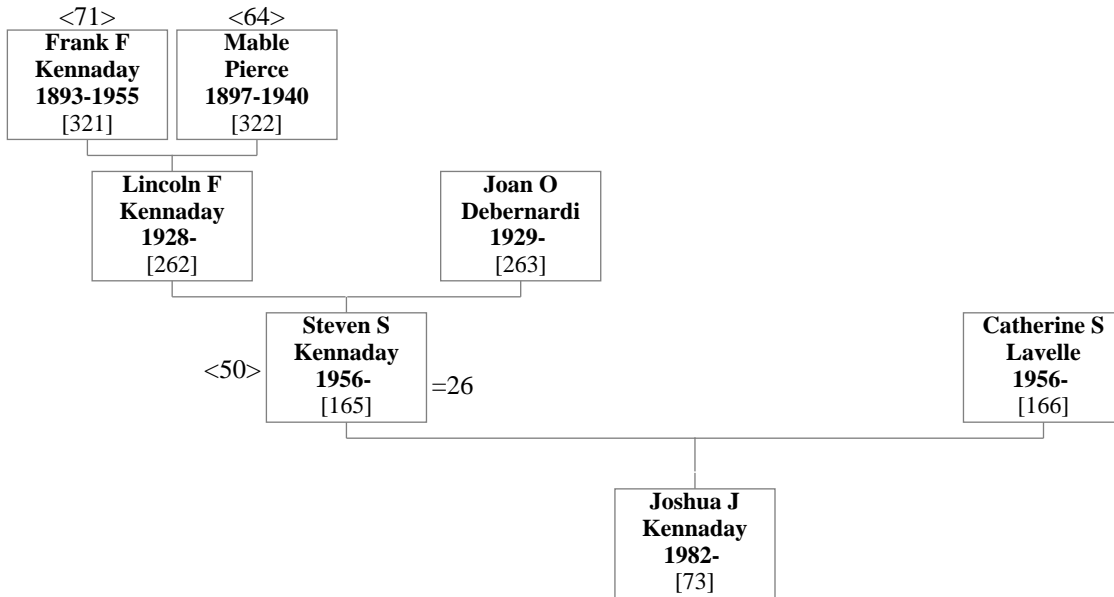 <71>
Frank F
Kennaday
1893-1955
[321]
<64>
Mable
Pierce
1897-1940
[322]
Lincoln F
Kennaday
1928-
[262]
Joan O
Debernardi
1929-
[263]
<50>
Steven S
Kennaday
1956-
[165]
=26
Catherine S
Lavelle
1956-
[166]
Joshua J
Kennaday
1982-
[73]